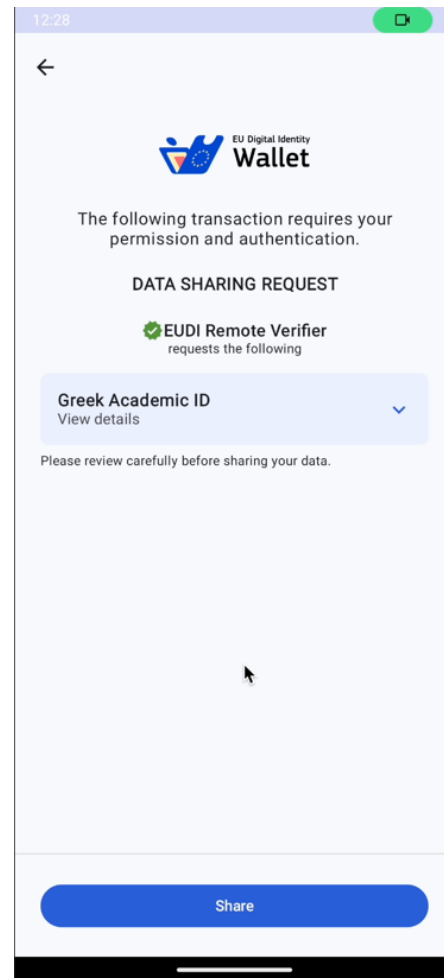 12:28
EU Digital Identity
Wallet
The following transaction requires your
permission and authentication.
DATA SHARING REQUEST
EUDI Remote Verifier
requests the following
Greek Academic ID
View details
Please review carefully before sharing your data.
Share